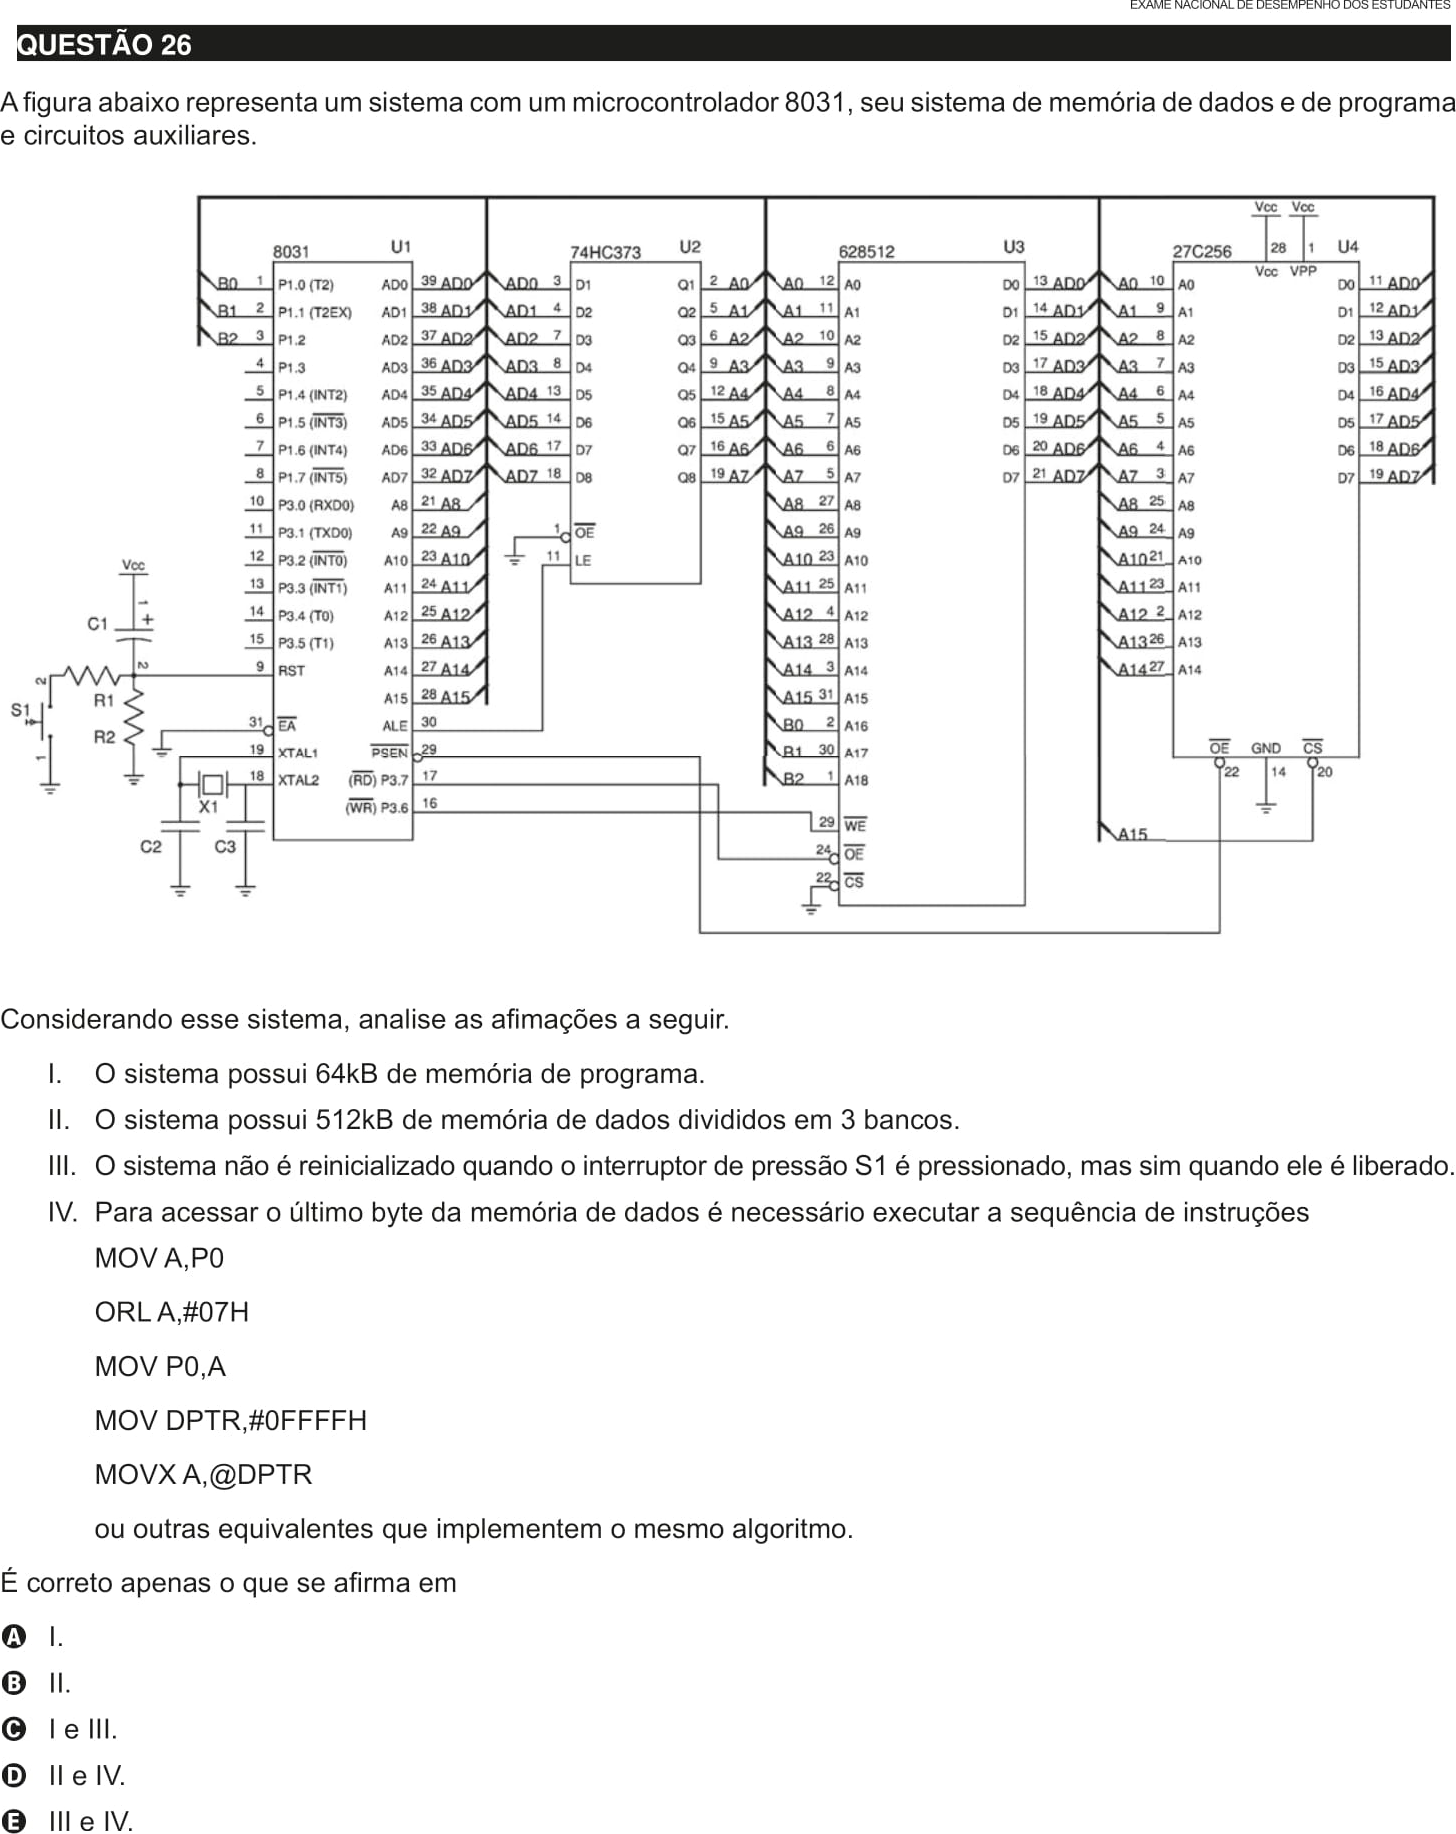 EXAME NACIONAL DE DESEMPENHO DOS ESTUDANTES
QUESTÃO 26
A figura abaixo representa um sistema com um microcontrolador 8031, seu sistema de memória de dados e de programa
e circuitos auxiliares.
Vcc Vcc
8031 U1 74HC373 U2 628512 U3 27C256 28 1 U4
Vcc VPP
B0 1 P1.0 (T2) AD0 39 AD0 AD0 3 D1 Q1 2 A0 A0 12 A0 D0 13 AD0 A0 10 A0 D0 11 AD0
B1 2 P1.1 (T2EX) AD1 38 AD1 AD1 4 D2 Q2 5 A1 A1 11 A1 D1 14 AD1 A1 9 A1 D1 12 AD1
B2 3 P1.2 AD2 37 AD2 AD2 7 D3 Q3 6 A2 A2 10 A2 D2 15 AD2 A2 8 A2 D2 13 AD2
4 P1.3 AD3 36 AD3 AD3 8 D4 Q4 9 A3 A3 9 A3 D3 17 AD3 A3 7 A3 D3 15 AD3
5 P1.4 (INT2) AD4 35 AD4 AD4 13 D5 Q5 12 A4 A4 8 A4 D4 18 AD4 A4 6 A4 D4 16 AD4
6 P1.5 (INT3) AD5 34 AD5 AD5 14 D6 Q6 15 A5 A5 7 A5 D5 19 AD5 A5 5 A5 D5 17 AD5
7 P1.6 (INT4) AD6 33 AD6 AD6 17 D7 Q7 16 A6 A6 6 A6 D6 20 AD6 A6 4 A6 D6 18 AD6
8 P1.7 (INT5) AD7 32 AD7 AD7 18 D8 Q8 19 A7 A7 5 A7 D7 21 AD7 A7 3 A7 D7 19 AD7
10 P3.0 (RXD0) A8 21 A8 A8 27 A8 A8 25 A8
11 P3.1 (TXD0) A9 22 A9 1 OE A9 26 A9 A9 24 A9
12 P3.2 (INT0) A10 23 A10 11 LE A10 23 A10 A10 21 A10
13 P3.3 (INT1) A11 24 A11 A11 25 A11 A11 23 A11
14 P3.4 (T0) A12 25 A12 A12 4 A12 A12 2 A12
15 P3.5 (T1) A13 26 A13 A13 28 A13 A13 26 A13
Vcc
C1 1 +
2
9 RST A14 27 A14 A14 3 A14 A14 27 A14
2 R1
S1
A15 28 A15 A15 31 A15
31 EA ALE 30 B0 2 A16
1 R2
19 XTAL1 PSEN 29 B1 30 A17 OE GND CS
18 XTAL2 (RD) P3.7 17 B2 1 A18 22 14 20
X1 (WR) P3.6 16
29 WE A15
C2 C3
24 OE
22 CS
Considerando esse sistema, analise as afimações a seguir.
I. O sistema possui 64kB de memória de programa.
II. O sistema possui 512kB de memória de dados divididos em 3 bancos.
III. O sistema não é reinicializado quando o interruptor de pressão S1 é pressionado, mas sim quando ele é liberado.
IV. Para acessar o último byte da memória de dados é necessário executar a sequência de instruções
MOV A,P0
ORL A,#07H
MOV P0,A
MOV DPTR,#0FFFFH
MOVX A,@DPTR
ou outras equivalentes que implementem o mesmo algoritmo.
É correto apenas o que se afirma em
A I.
B II.
C I e III.
D II e IV.
E III e IV.